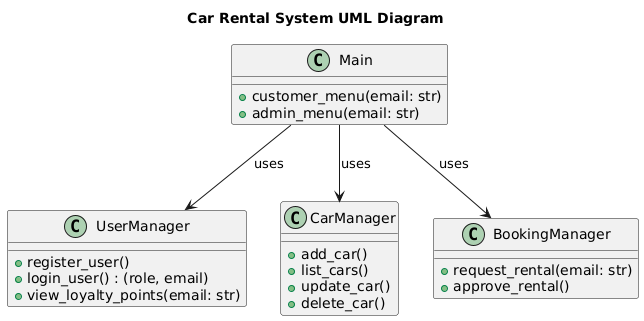 Car Rental System UML Diagram
C Main
customer_menu(email: str)
admin_menu(email: str)
uses
uses
uses
C UserManager
register_user()
login_user() : (role, email)
view_loyalty_points(email: str)
C CarManager
add_car()
list_cars()
update_car()
delete_car()
C BookingManager
request_rental(email: str)
approve_rental()